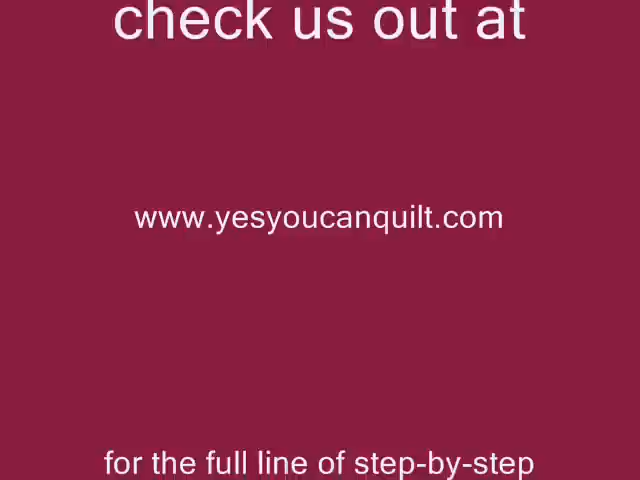 check us out at
www.yesyoucanquilt.com
for the full line of step-by-step